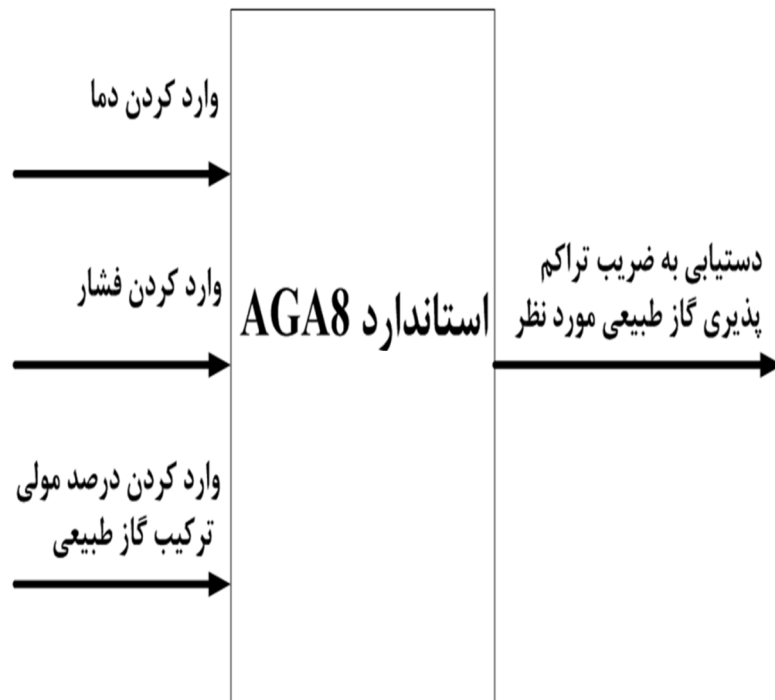 وارد کردن دما
وارد کردن فشار
وارد کردن درصد مولی
ترکیب گاز طبیعی
استاندارد AGA8
دستیابی به ضریب تراکم
پذیری گاز طبیعی مورد نظر